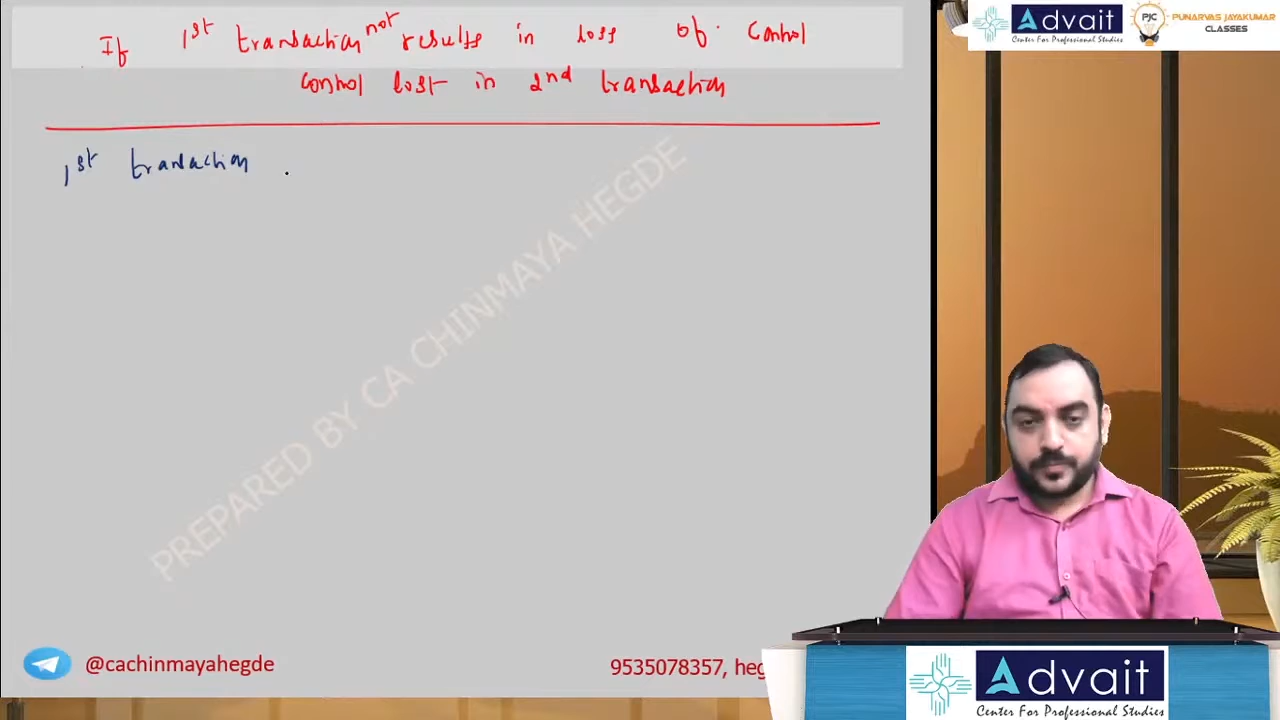 If 1st transaction not results in loss of control
control lost in 2nd transaction
1st transaction
PREPARED BY CA CHINMAYA HEGDE
@cachinmayahegde
9535078357, heg
Advait
Center For Professional Studies
PJC
PUNARVAS JAYAKUMAR
CLASSES
Advait
Center For Professional Studies